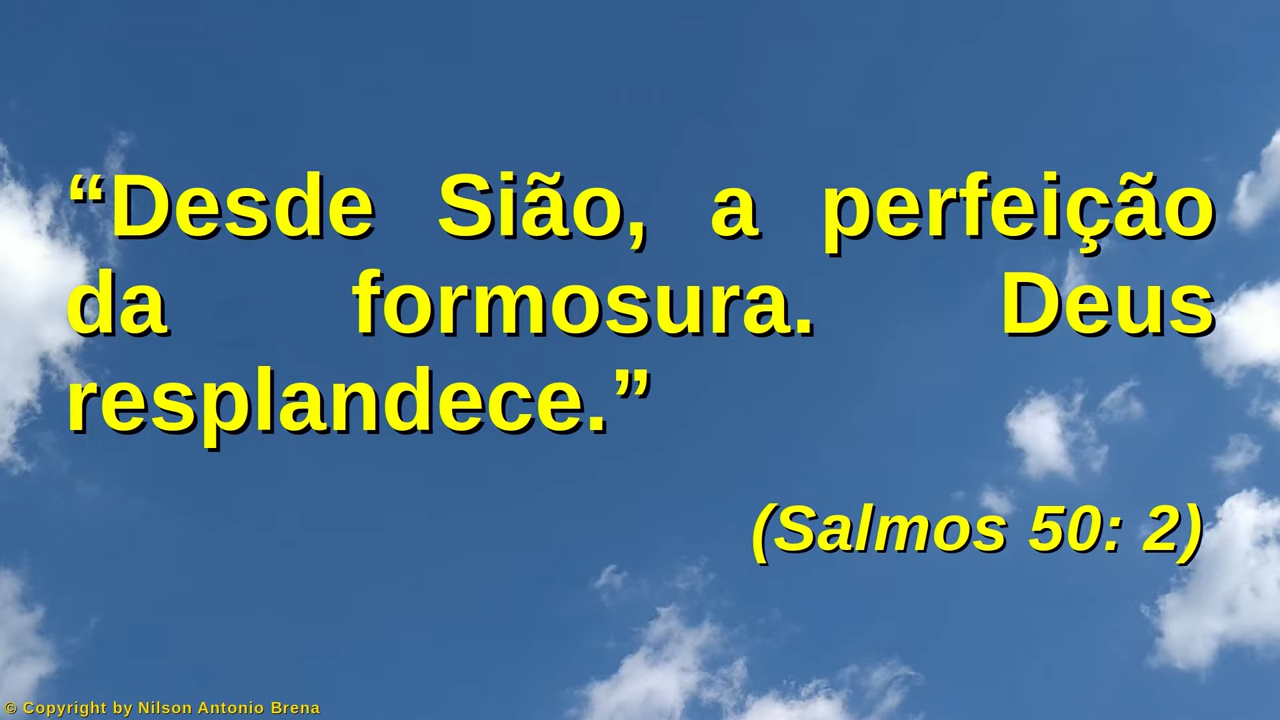 “Desde Sião, a perfeição
da formosura. Deus
resplandece.”
(Salmos 50: 2)
© Copyright by Nilson Antonio Brena